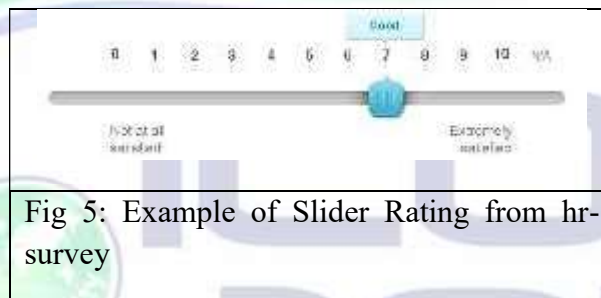 Good
0 1 2 3 4 5 6 7 8 9 10 N/A
Not at all Extremely
satisfied satisfied
Fig 5: Example of Slider Rating from hr-
survey